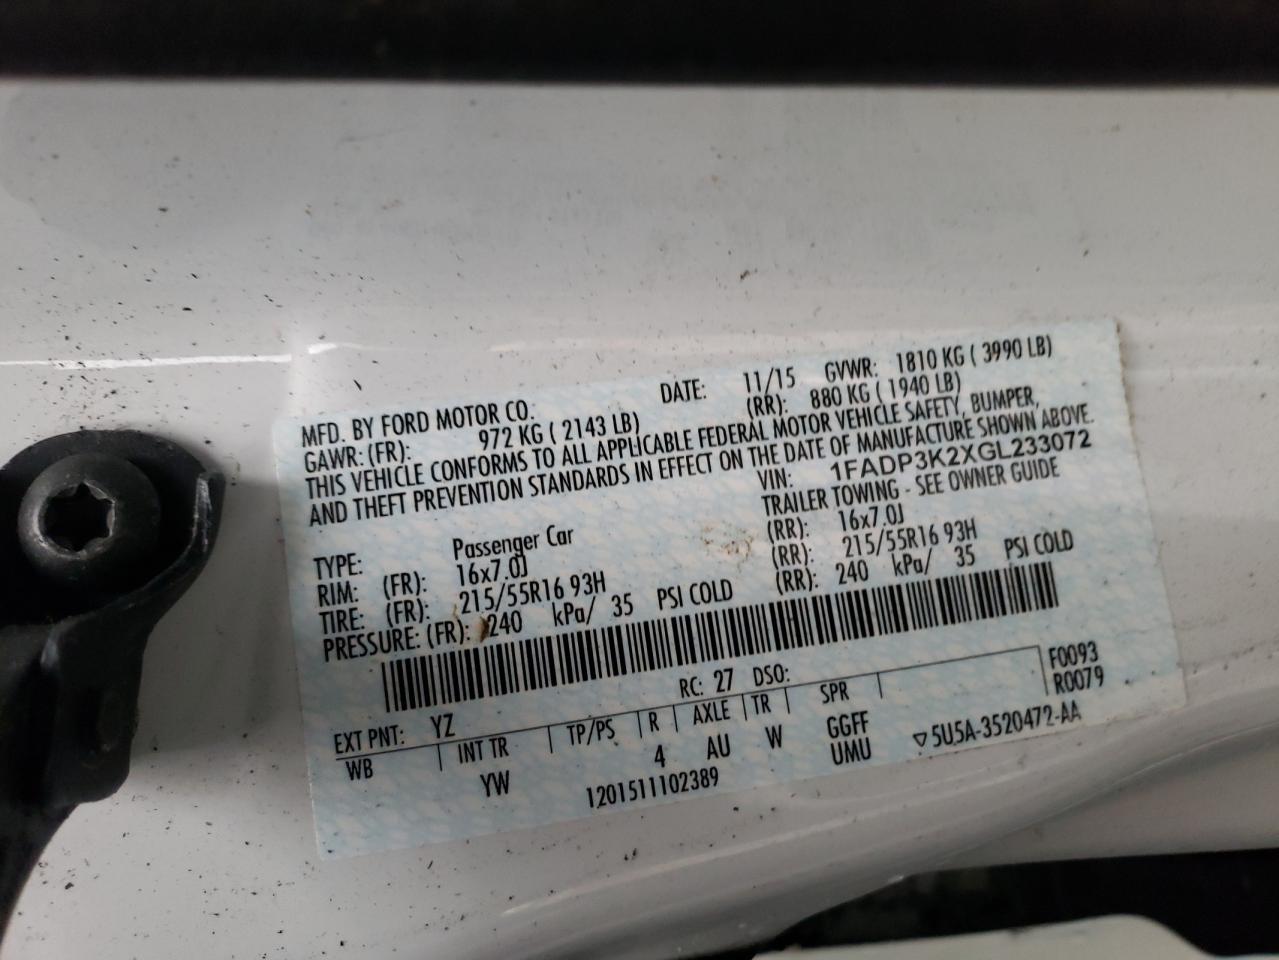 MFD. BY FORD MOTOR CO. DATE: 11/15 GVWR: 1810 KG ( 3990 LB)
GAWR: (FR): 972 KG ( 2143 LB) (RR): 880 KG ( 1940 LB)
THIS VEHICLE CONFORMS TO ALL APPLICABLE FEDERAL MOTOR VEHICLE SAFETY, BUMPER,
AND THEFT PREVENTION STANDARDS IN EFFECT ON THE DATE OF MANUFACTURE SHOWN ABOVE.
VIN: 1FADP3K2XGL233072
TYPE: Passenger Car TRAILER TOWING - SEE OWNER GUIDE
RIM: (FR): 16x7.0J (RR): 16x7.0J
TIRE: (FR): 215/55R16 93H (RR): 215/55R16 93H
PRESSURE: (FR): 240 kPa/ 35 PSI COLD (RR): 240 kPa/ 35 PSI COLD
EXT PNT: YZ RC: 27 DSO: F0093
WB INT TR TP/PS R AXLE TR SPR R0079
YW 4 AU W GGFF
UMU
1201511102389 ▽5U5A-3520472-AA